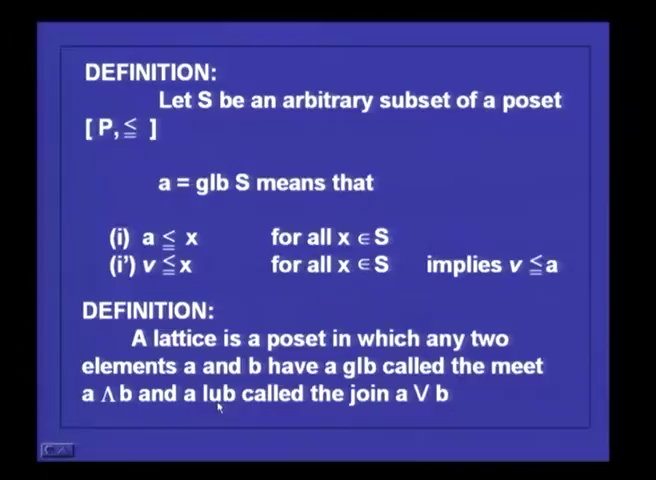 DEFINITION:
Let S be an arbitrary subset of a poset
[ P, ≦ ]
a = glb S means that
(i) a ≦ x for all x ∈ S
(i’) v ≦ x for all x ∈ S implies v ≦ a
DEFINITION:
A lattice is a poset in which any two
elements a and b have a glb called the meet
a Λ b and a lub called the join a V b